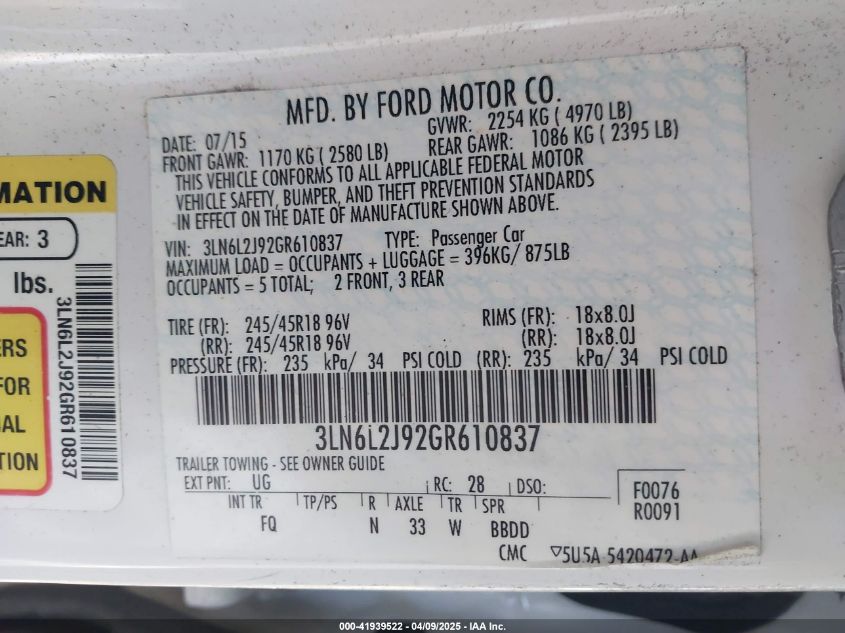 MFD. BY FORD MOTOR CO.
DATE: 07/15 GVWR: 2254 KG ( 4970 LB)
FRONT GAWR: 1170 KG ( 2580 LB) REAR GAWR: 1086 KG ( 2395 LB)
THIS VEHICLE CONFORMS TO ALL APPLICABLE FEDERAL MOTOR
VEHICLE SAFETY, BUMPER, AND THEFT PREVENTION STANDARDS
IN EFFECT ON THE DATE OF MANUFACTURE SHOWN ABOVE.
VIN: 3LN6L2J92GR610837 TYPE: Passenger Car
MAXIMUM LOAD = OCCUPANTS + LUGGAGE = 396KG/ 875LB
OCCUPANTS = 5 TOTAL; 2 FRONT, 3 REAR
TIRE (FR): 245/45R18 96V RIMS (FR): 18x8.0J
(RR): 245/45R18 96V (RR): 18x8.0J
PRESSURE (FR): 235 kPa/ 34 PSI COLD (RR): 235 kPa/ 34 PSI COLD
3LN6L2J92GR610837
TRAILER TOWING - SEE OWNER GUIDE
EXT PNT: UG RC: 28 DSO:
INT TR TP/PS R AXLE TR SPR
FQ N 33 W BBDD
F0076
R0091
CMC ▽5U5A 5420472-AA
MATION
EAR: 3
lbs.
3LN6L2J92GR610837
ERS
FOR
AL
TION
000-41939522 - 04/09/2025 - IAA Inc.